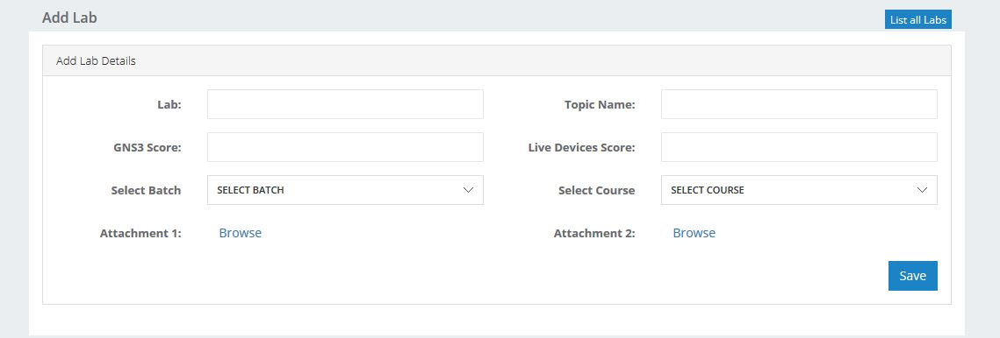 Add Lab
List all Labs
Add Lab Details
Lab:
Topic Name:
GNS3 Score:
Live Devices Score:
Select Batch
SELECT BATCH
Select Course
SELECT COURSE
Attachment 1:
Browse
Attachment 2:
Browse
Save